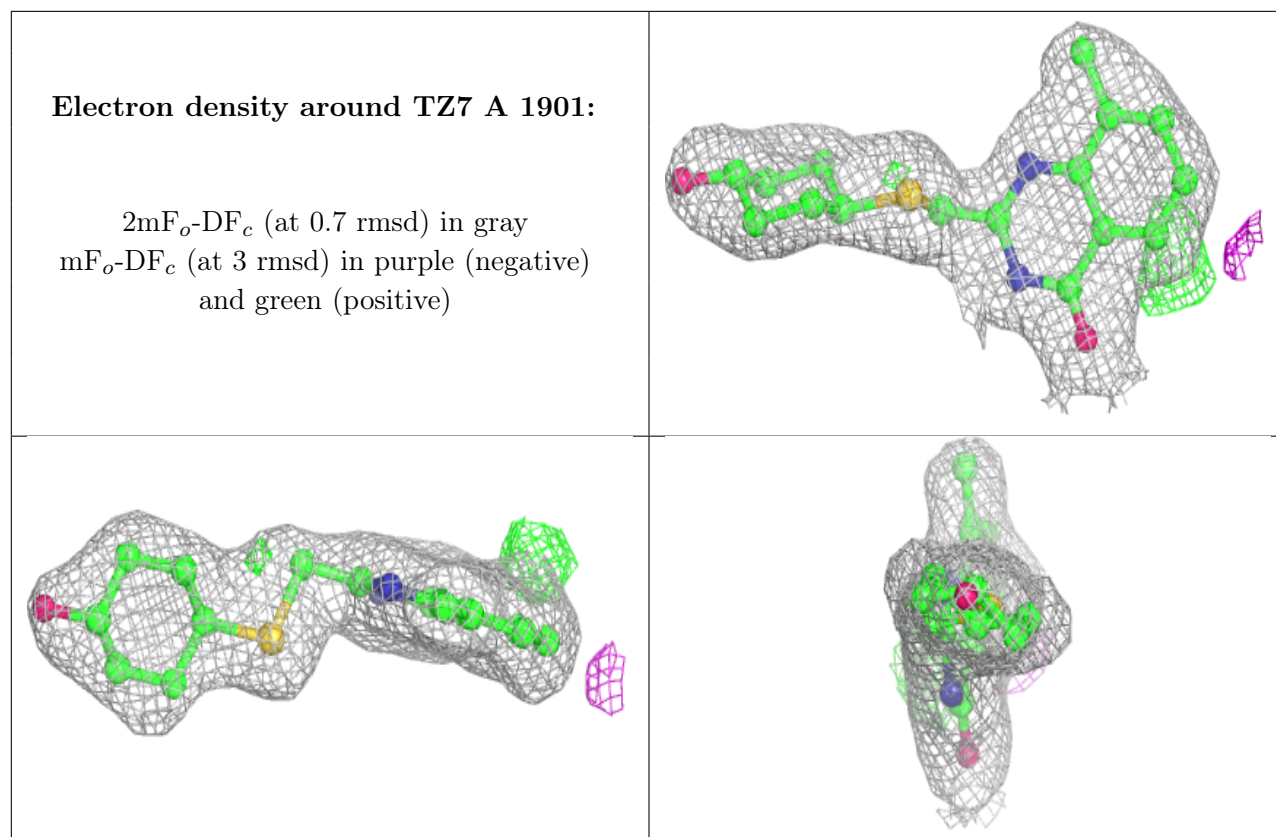 Electron density around TZ7 A 1901:
2mFₒ-DF𝒸 (at 0.7 rmsd) in gray
mFₒ-DF𝒸 (at 3 rmsd) in purple (negative)
and green (positive)